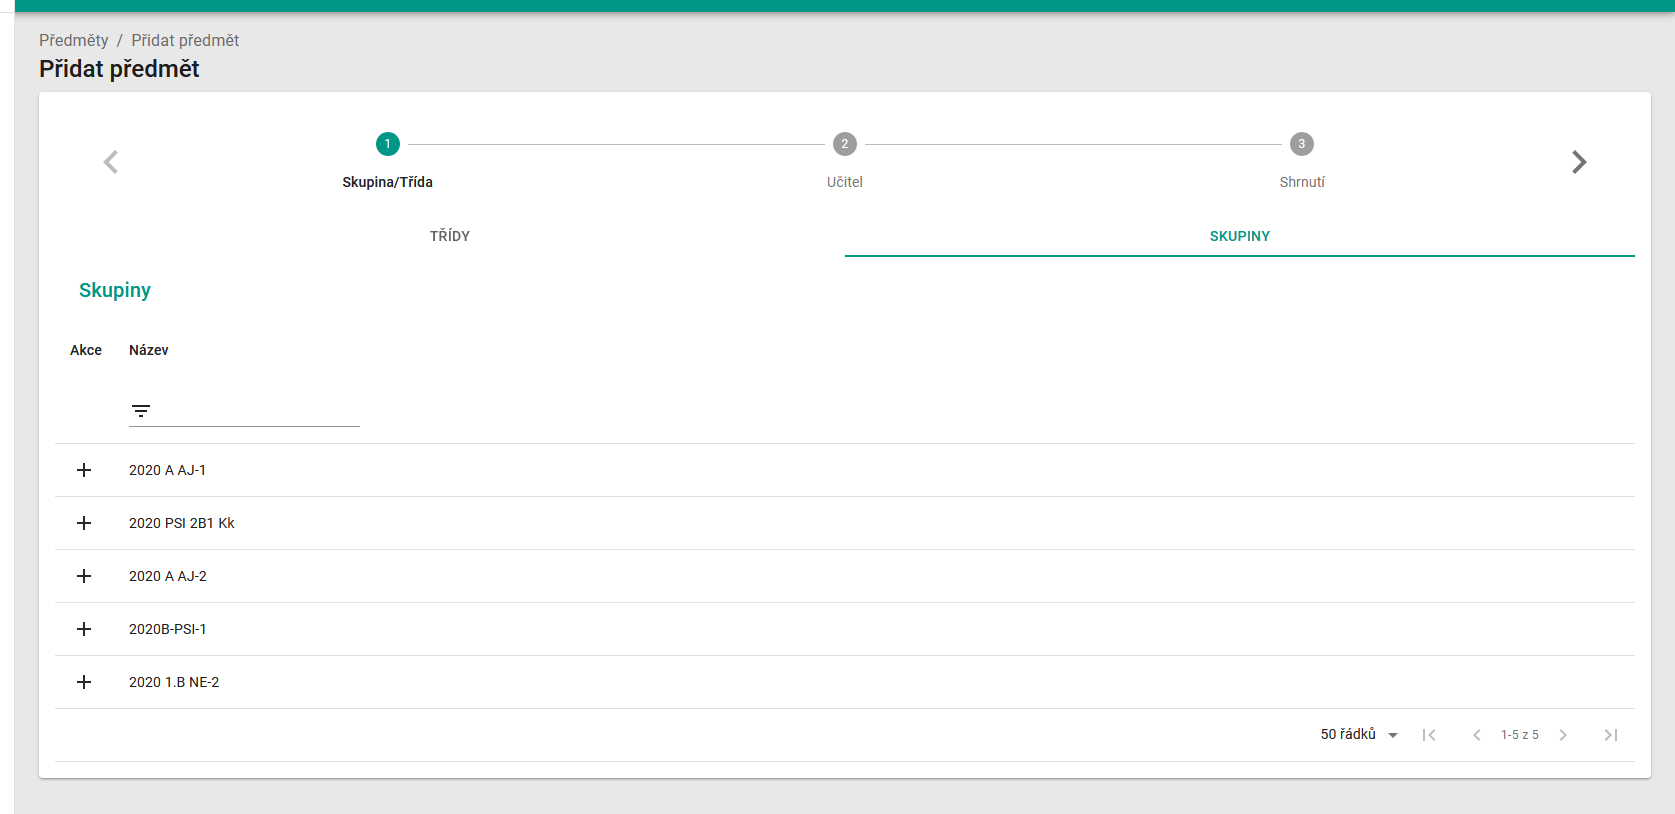 Předměty / Přidat předmět
Přidat předmět
1
2
3
Skupina/Třída
Učitel
Shrnutí
TŘÍDY
SKUPINY
Skupiny
Akce Název
2020 A AJ-1
2020 PSI 2B1 Kk
2020 A AJ-2
2020B-PSI-1
2020 1.B NE-2
50 řádků 1-5 z 5